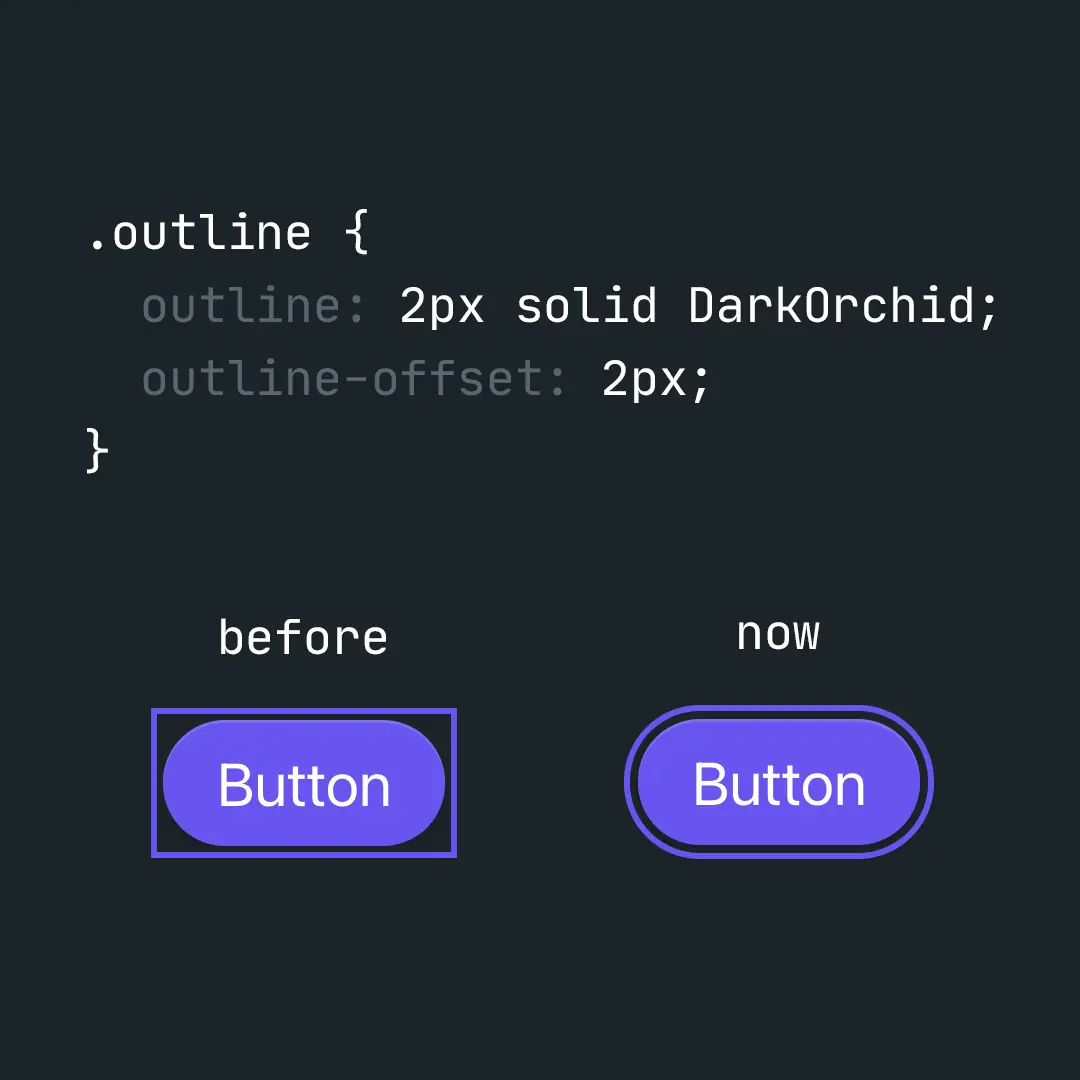 .outline {
  outline: 2px solid DarkOrchid;
  outline-offset: 2px;
}
before
now
Button
Button